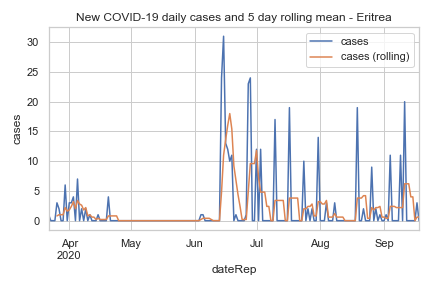 New COVID-19 daily cases and 5 day rolling mean - Eritrea
cases
cases (rolling)
cases
30
25
20
15
10
5
0
Apr
2020
May
Jun
Jul
Aug
Sep
dateRep